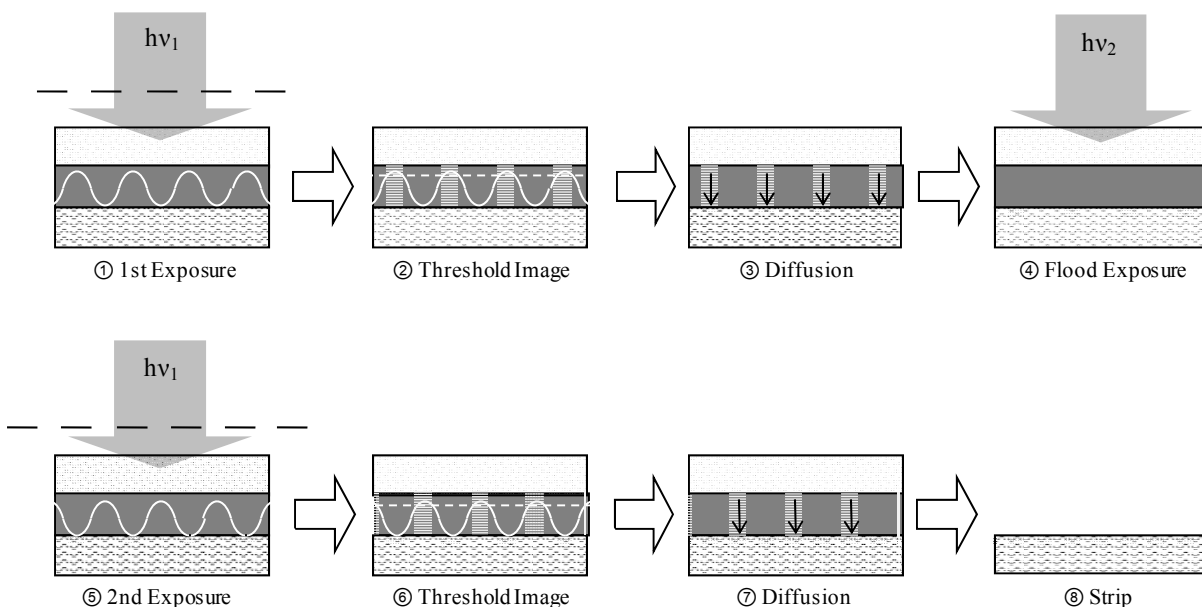 hν₁
hν₂
① 1st Exposure
② Threshold Image
③ Diffusion
④ Flood Exposure
hν₁
⑤ 2nd Exposure
⑥ Threshold Image
⑦ Diffusion
⑧ Strip